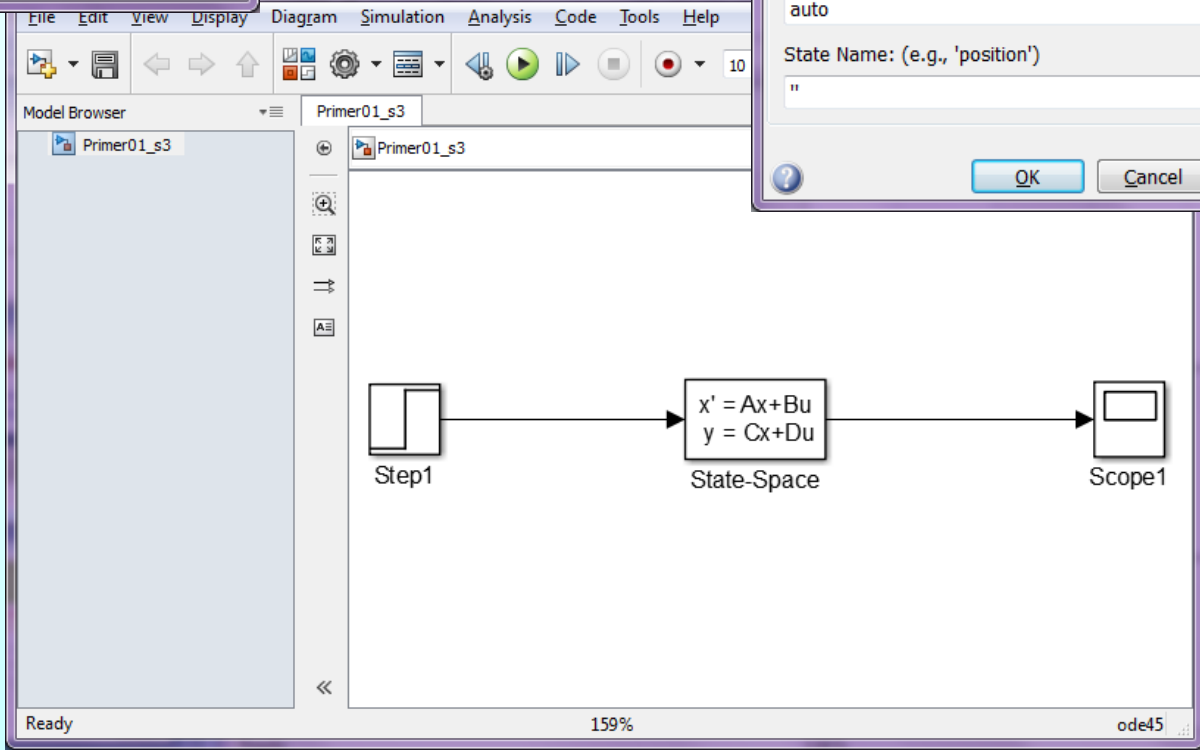 File Edit View Display Diagram Simulation Analysis Code Tools Help
10
Model Browser
Primer01_s3
Primer01_s3
Primer01_s3
auto
State Name: (e.g., 'position')
''
OK
Cancel
x' = Ax+Bu
y = Cx+Du
Step1
State-Space
Scope1
Ready
159%
ode45